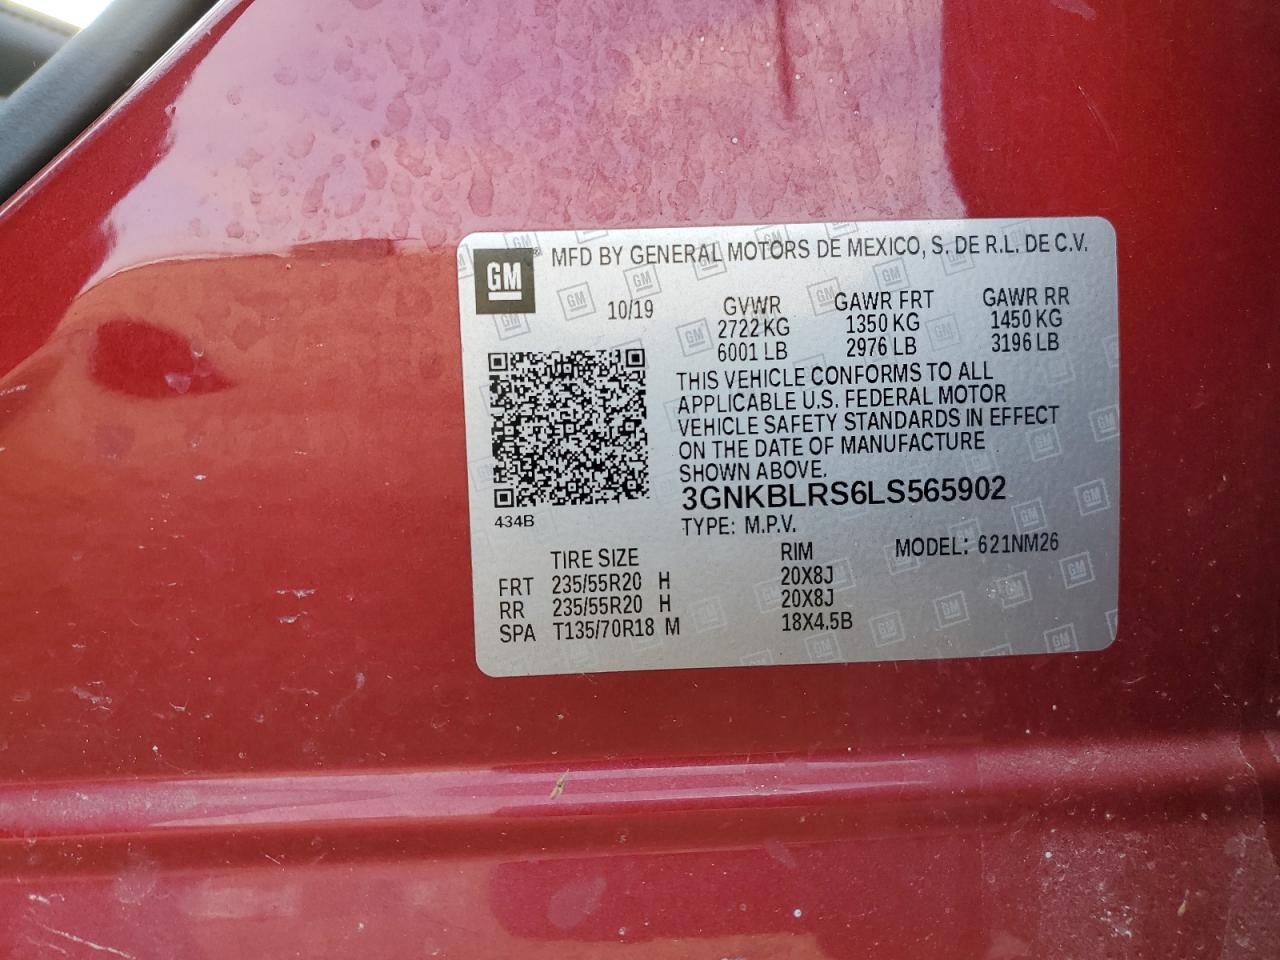 GM® MFD BY GENERAL MOTORS DE MEXICO, S. DE R.L. DE C.V.
10/19 GVWR GAWR FRT GAWR RR
2722 KG 1350 KG 1450 KG
6001 LB 2976 LB 3196 LB
THIS VEHICLE CONFORMS TO ALL
APPLICABLE U.S. FEDERAL MOTOR
VEHICLE SAFETY STANDARDS IN EFFECT
ON THE DATE OF MANUFACTURE
SHOWN ABOVE.
3GNKBLRS6LS565902
434B
TYPE: M.P.V.
TIRE SIZE RIM MODEL: 621NM26
FRT 235/55R20 H 20X8J
RR 235/55R20 H 20X8J
SPA T135/70R18 M 18X4.5B